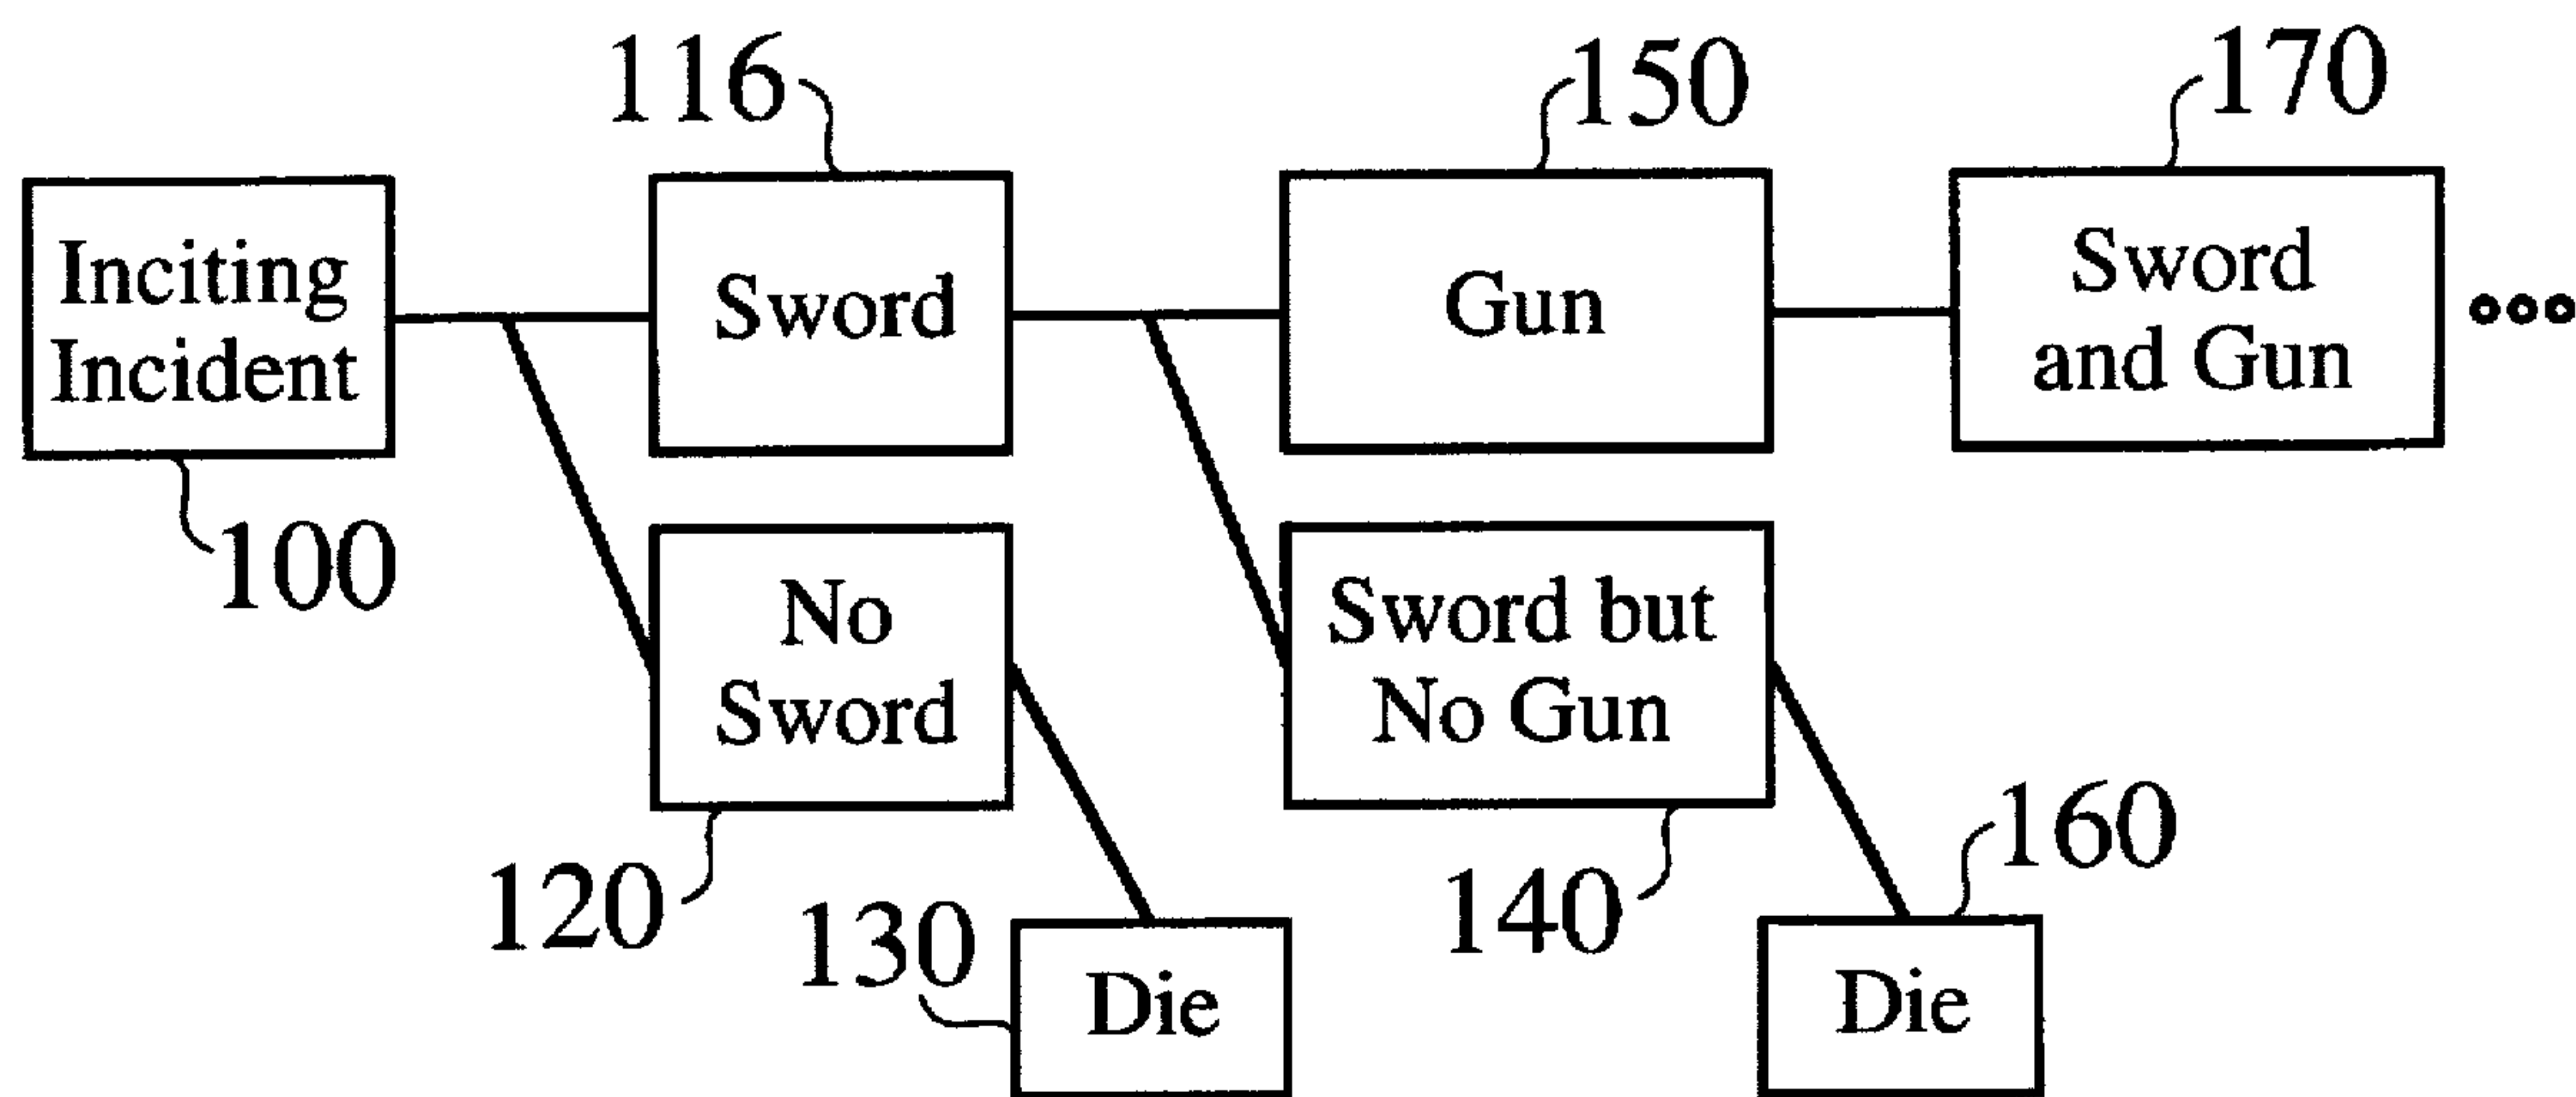 116
150
170
Inciting
Incident
Sword
Gun
Sword
and Gun
100
No
Sword
Sword but
No Gun
120
130
140
160
Die
Die